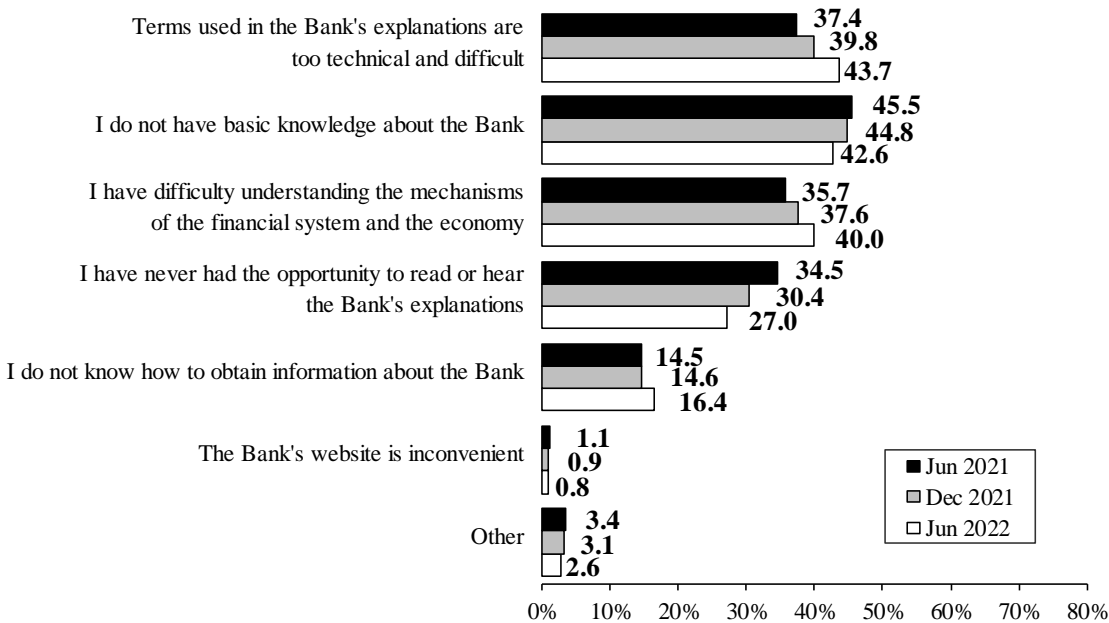 Terms used in the Bank's explanations are
too technical and difficult
37.4
39.8
43.7
I do not have basic knowledge about the Bank
45.5
44.8
42.6
I have difficulty understanding the mechanisms
of the financial system and the economy
35.7
37.6
40.0
I have never had the opportunity to read or hear
the Bank's explanations
34.5
30.4
27.0
I do not know how to obtain information about the Bank
14.5
14.6
16.4
The Bank's website is inconvenient
1.1
0.9
0.8
Other
3.4
3.1
2.6
Jun 2021
Dec 2021
Jun 2022
0% 10% 20% 30% 40% 50% 60% 70% 80%